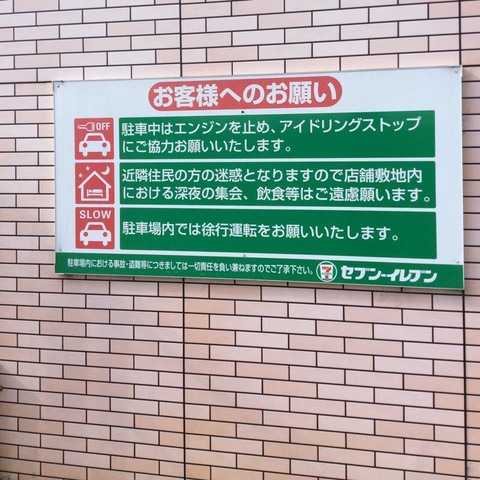 お客様へのお願い
OFF
駐車中はエンジンを止め、アイドリングストップ
にご協力お願いいたします。
近隣住民の方の迷惑となりますので店舗敷地内
における深夜の集会、飲食等はご遠慮願います。
SLOW
駐車場内では徐行運転をお願いいたします。
駐車場内における事故・盗難等につきましては一切責任を負い兼ねますのでご了承下さい。
セブン-イレブン